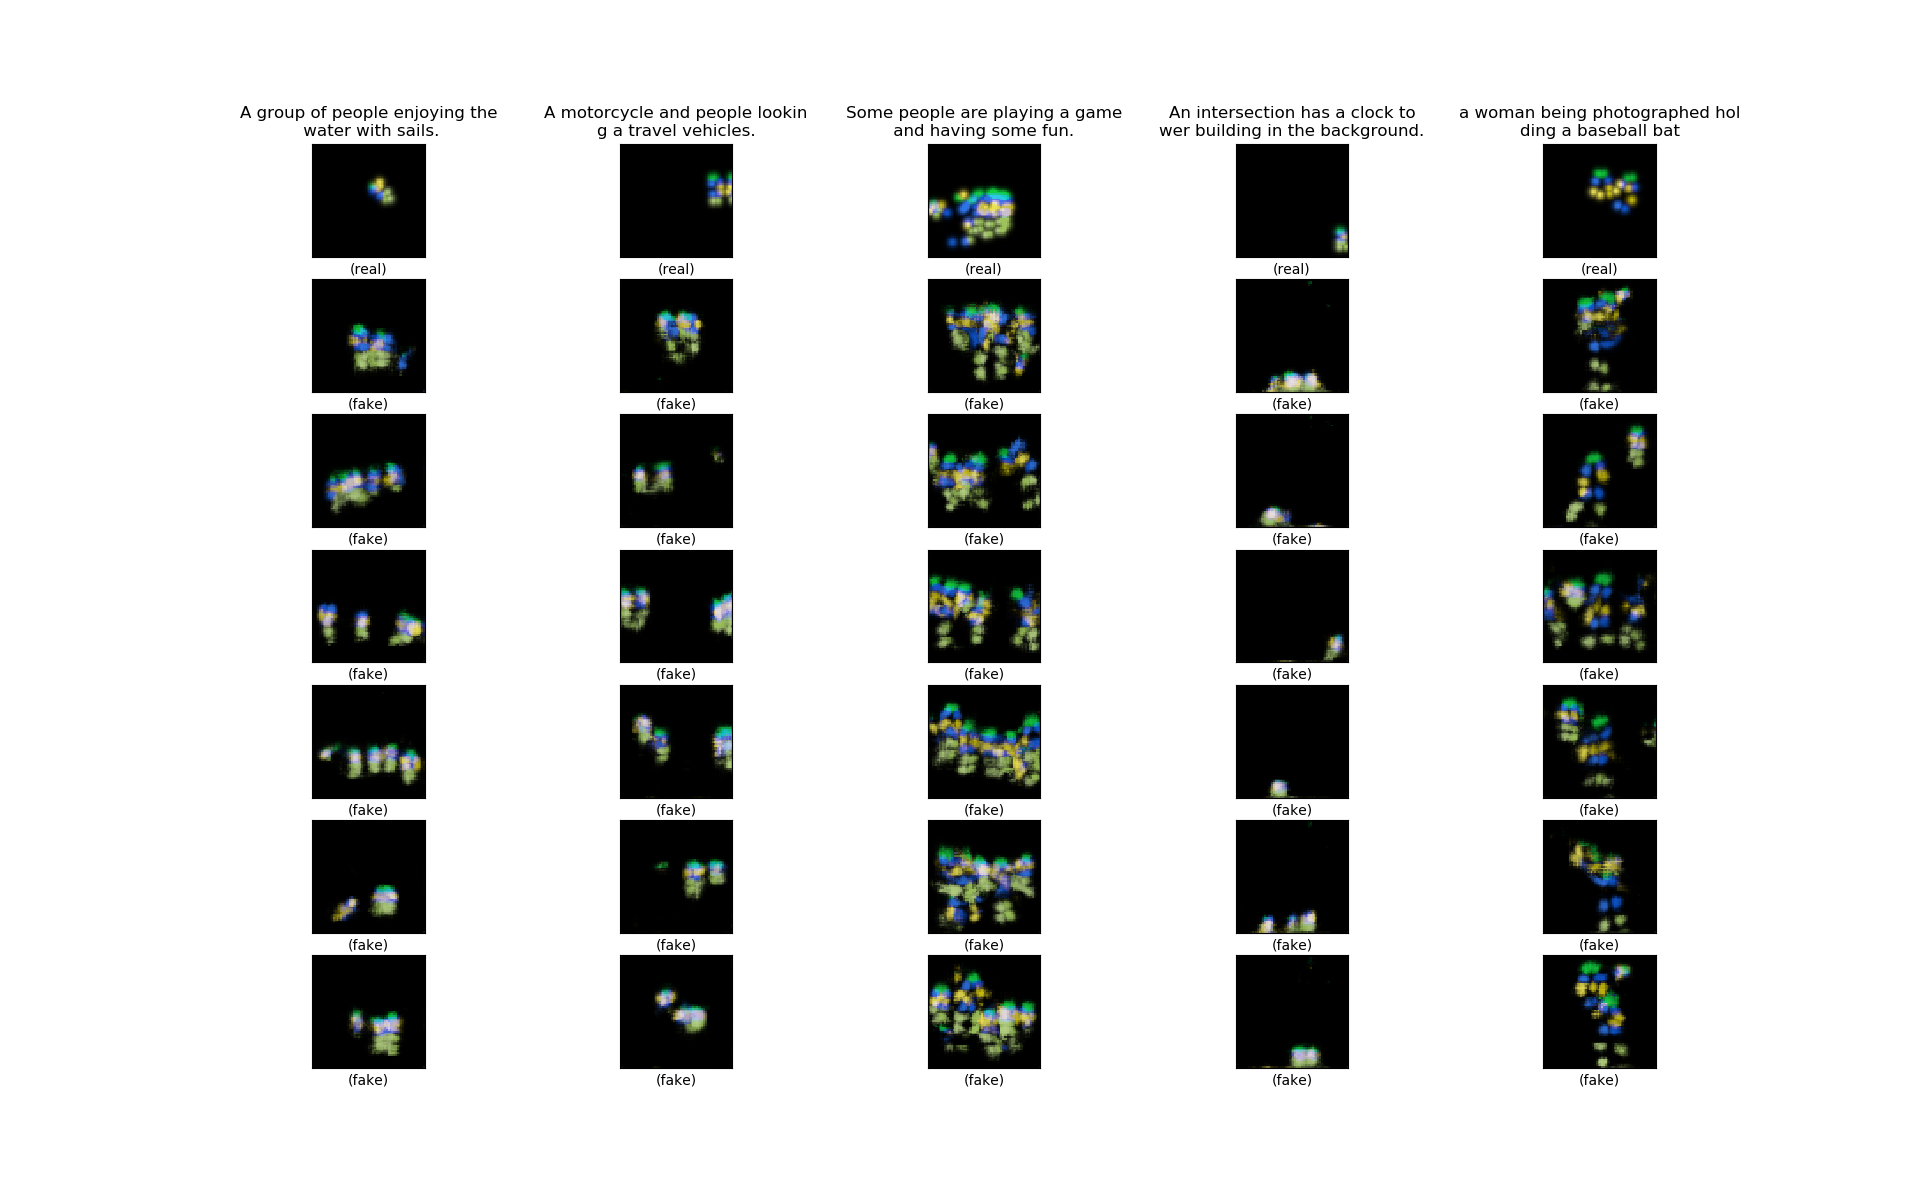 A group of people enjoying the
water with sails.
A motorcycle and people lookin
g a travel vehicles.
Some people are playing a game
and having some fun.
An intersection has a clock to
wer building in the background.
a woman being photographed hol
ding a baseball bat
(real) (real) (real) (real) (real)
(fake) (fake) (fake) (fake) (fake)
(fake) (fake) (fake) (fake) (fake)
(fake) (fake) (fake) (fake) (fake)
(fake) (fake) (fake) (fake) (fake)
(fake) (fake) (fake) (fake) (fake)
(fake) (fake) (fake) (fake) (fake)